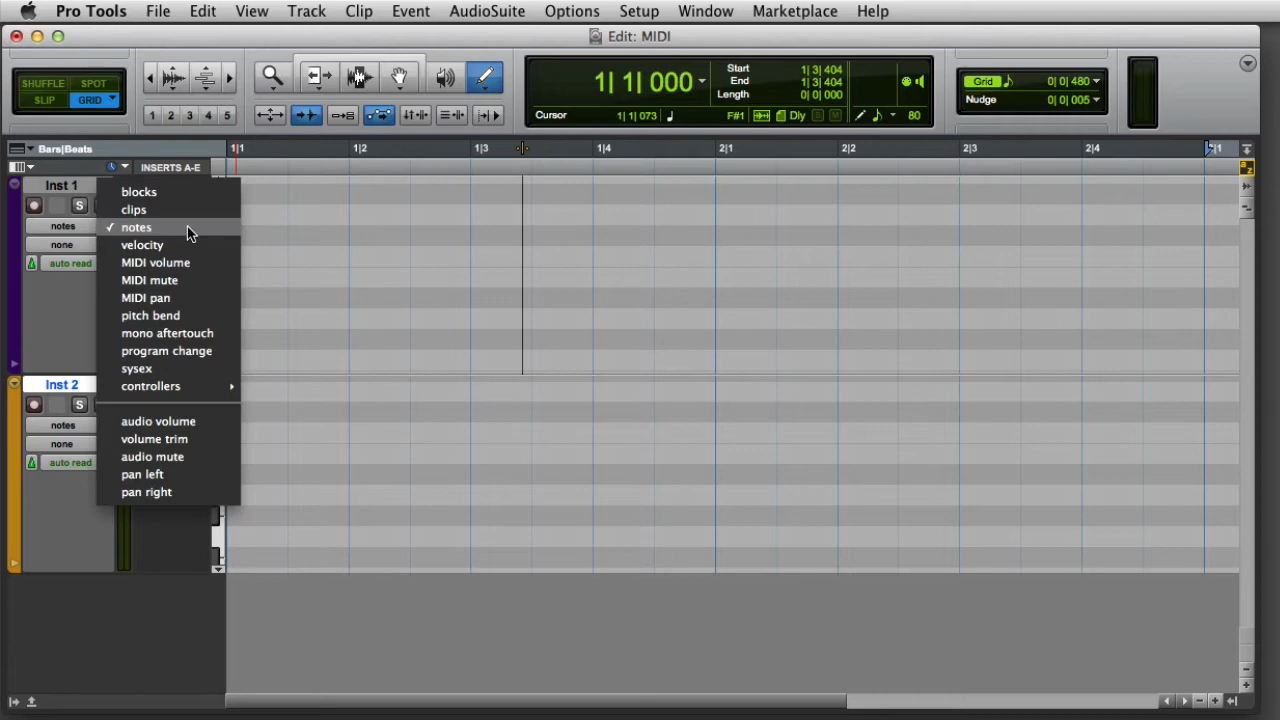 Pro Tools File Edit View Track Clip Event AudioSuite Options Setup Window Marketplace Help
Edit: MIDI
SHUFFLE SPOT
SLIP GRID
1 2 3 4 5
1| 1| 000
Start 1| 3| 404
End 1| 3| 404
Length 0| 0| 000
Cursor 1| 1| 073 F#1 Dly S M 80
Grid 0| 0| 480
Nudge 0| 0| 005
Bars|Beats 1|1 1|2 1|3 1|4 2|1 2|2 2|3 2|4
INSERTS A-E
a z
Inst 1
S
notes
none
auto read
blocks
clips
✓ notes
velocity
MIDI volume
MIDI mute
MIDI pan
pitch bend
mono aftertouch
program change
sysex
controllers
audio volume
volume trim
audio mute
pan left
pan right
Inst 2
S
notes
none
auto read